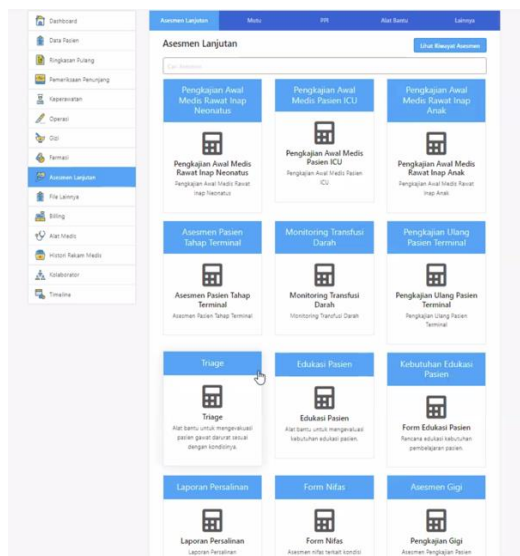 Dashboard
Data Pasien
Ringkasan Pulang
Pemeriksaan Penunjang
Keperawatan
Operasi
Gizi
Farmasi
Asesmen Lanjutan
File Lainnya
Billing
Alat Medis
Histori Rekam Medis
Kolaborator
Timeline
Asesmen Lanjutan
Mutu
PPI
Alat Bantu
Lainnya
Asesmen Lanjutan
Lihat Riwayat Asesmen
Cari Asesmen
Pengkajian Awal
Medis Rawat Inap
Neonatus
Pengkajian Awal Medis
Rawat Inap Neonatus
Pengkajian Awal Medis Rawat
Inap Neonatus
Pengkajian Awal
Medis Pasien ICU
Pengkajian Awal Medis
Pasien ICU
Pengkajian Awal Medis Pasien
ICU
Pengkajian Awal
Medis Rawat Inap
Anak
Pengkajian Awal Medis
Rawat Inap Anak
Pengkajian Awal Medis Rawat
Inap Anak
Asesmen Pasien
Tahap Terminal
Asesmen Pasien Tahap
Terminal
Asesmen Pasien Tahap Terminal
Monitoring Transfusi
Darah
Monitoring Transfusi
Darah
Monitoring Transfusi Darah
Pengkajian Ulang
Pasien Terminal
Pengkajian Ulang Pasien
Terminal
Pengkajian Ulang Pasien
Terminal
Triage
Triage
Alat bantu untuk mengevaluasi
pasien gawat darurat sesuai
dengan kondisinya.
Edukasi Pasien
Edukasi Pasien
Alat bantu untuk mengevaluasi
kebutuhan edukasi pasien.
Kebutuhan Edukasi
Pasien
Form Edukasi Pasien
Rencana edukasi kebutuhan
pembelajaran pasien.
Laporan Persalinan
Laporan Persalinan
Laporan Persalinan
Form Nifas
Form Nifas
Asesmen nifas terkait kondisi
Asesmen Gigi
Pengkajian Gigi
Asesmen Pengkajian Pasien